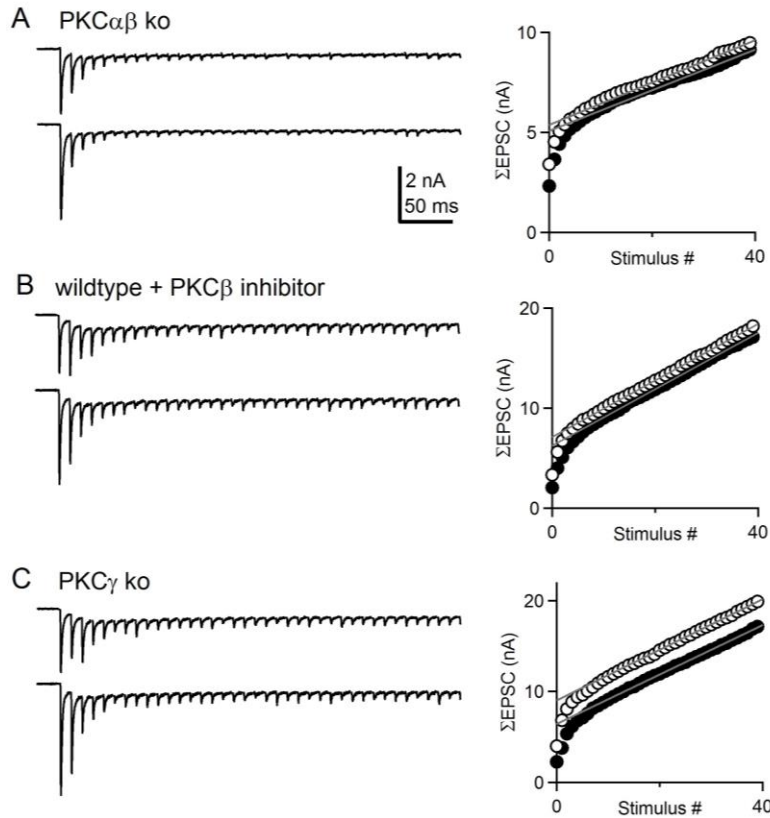 A PKCαβ ko
2 nA
50 ms
ΣEPSC (nA)
10
5
0
0
Stimulus #
40
B wildtype + PKCβ inhibitor
ΣEPSC (nA)
20
10
0
0
Stimulus #
40
C PKCγ ko
ΣEPSC (nA)
20
10
0
0
Stimulus #
40